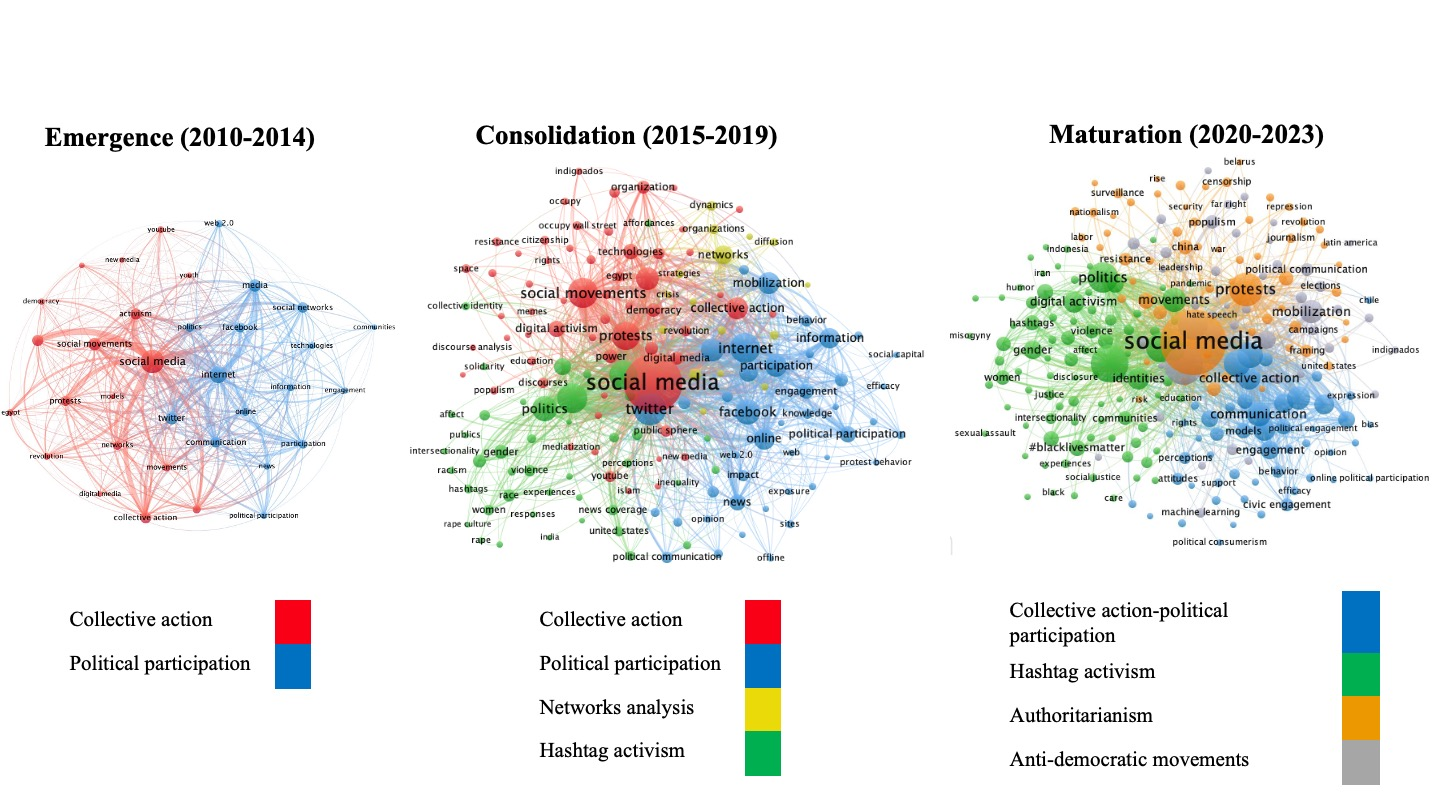 Emergence (2010-2014)
Consolidation (2015-2019)
Maturation (2020-2023)
web 2.0
youtube
new media
youth
media
democracy
activism
social networks
politics
facebook
communities
social movements
technologies
social media
internet
information
engagement
models
protests
egypt
twitter
online
networks
communication
participation
revolution
movements
news
digital media
collective action
political participation
indignados
organization
occupy
dynamics
occupy wall street
affordances
organizations
resistance
citizenship
diffusion
technologies
networks
rights
space
egypt
strategies
mobilization
social movements
crisis
collective identity
memes
democracy
collective action
behavior
digital activism
protests
revolution
information
discourse analysis
power
digital media
internet
social capital
solidarity
education
participation
populism
discourses
social media
engagement
efficacy
affect
politics
twitter
facebook
knowledge
publics
public sphere
online
political participation
intersectionality
gender
mediatization
new media
web 2.0
web
racism
violence
perceptions
protest behavior
youtube
inequality
impact
hashtags
race
experiences
islam
exposure
women
responses
news coverage
news
rape culture
united states
opinion
sites
rape
india
political communication
offline
belarus
rise
censorship
surveillance
nationalism
security
far right
repression
populism
revolution
labor
indonesia
china
war
journalism
latin america
resistance
leadership
iran
politics
pandemic
political communication
humor
digital activism
movements
protests
elections
chile
hashtags
hate speech
mobilization
misogyny
violence
social media
campaigns
gender
affect
framing
indignados
women
disclosure
identities
collective action
united states
justice
risk
education
expression
intersectionality
communities
rights
communication
sexual assault
models
political engagement
bias
#blacklivesmatter
perceptions
engagement
opinion
experiences
social justice
attitudes
support
behavior
online political participation
black
care
efficacy
machine learning
civic engagement
political consumerism
Collective action
Political participation
Collective action
Political participation
Networks analysis
Hashtag activism
Collective action-political
participation
Hashtag activism
Authoritarianism
Anti-democratic movements